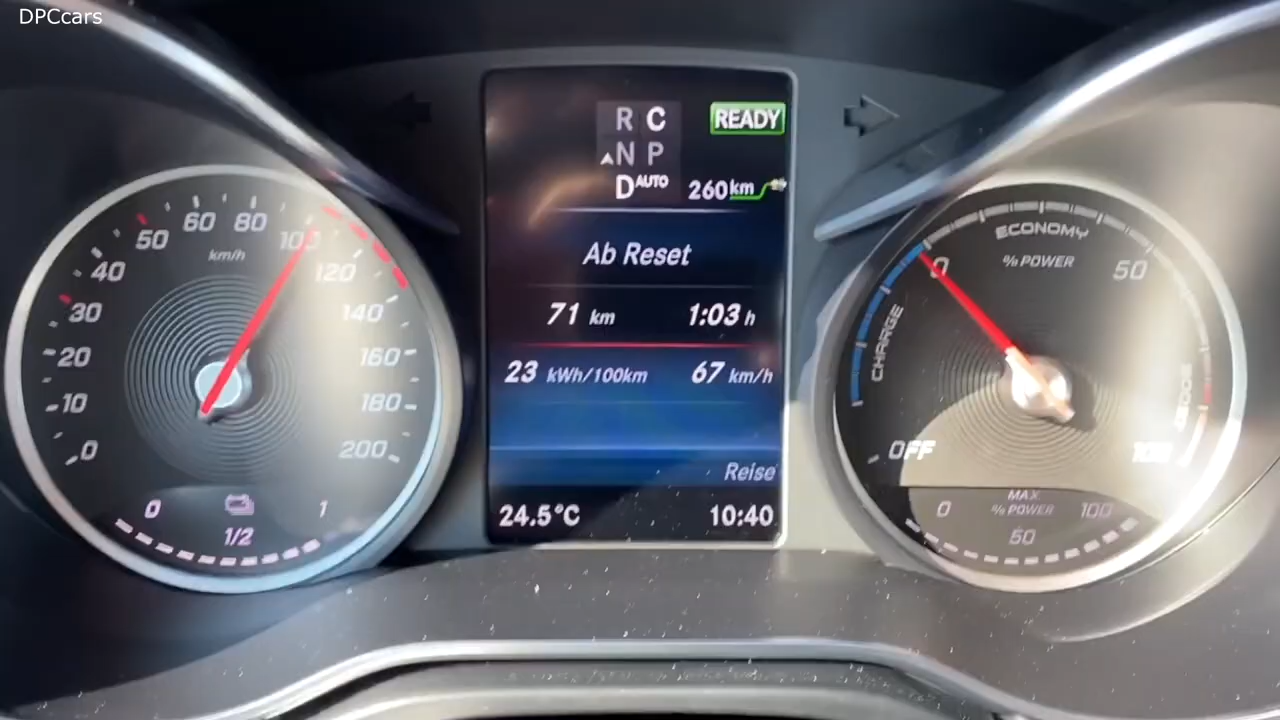 DPCcars
R C
N P
D AUTO
READY
260 km
Ab Reset
71 km 1:03 h
23 kWh/100km 67 km/h
Reise
24.5°C 10:40
0
10
20
30
40
50
60
80
100
120
140
160
180
200
km/h
0 1/2 1
OFF
CHARGE
0
ECONOMY
% POWER
50
100
MAX.
% POWER
0 50 100